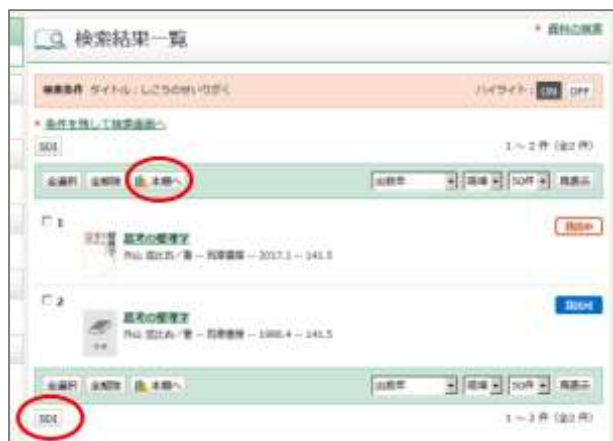 検索結果一覧
資料の検索
検索条件 タイトル：しこうのせいりがく
ハイライト： ON OFF
条件を残して検索画面へ
SDI
1 ～ 2 件（全2 件）
全選択 全解除 本棚へ 出版年 降順 50件 再表示
1
思考の整理学
外山 滋比古／著 -- 筑摩書房 -- 2017.1 -- 141.5
2
思考の整理学
外山 滋比古／著 -- 筑摩書房 -- 1986.4 -- 141.5
全選択 全解除 本棚へ 出版年 降順 50件 再表示
SDI
1 ～ 2 件（全2 件）